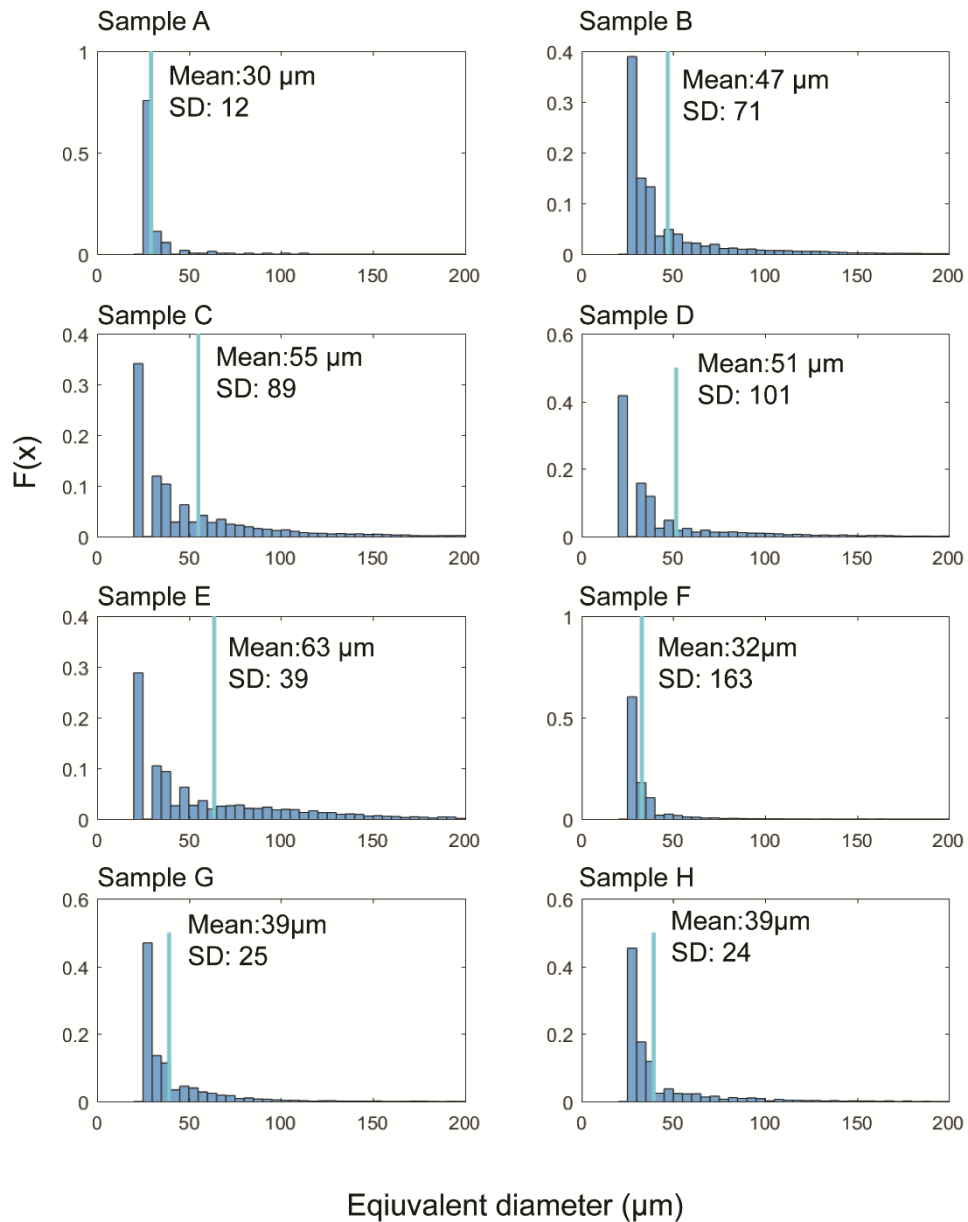 Sample A
Sample B
1
0.5
0
Mean:30 µm
SD: 12
0 50 100 150 200
0.4
0.3
0.2
0.1
0
Mean:47 µm
SD: 71
0 50 100 150 200
Sample C
Sample D
0.4
0.3
0.2
0.1
0
Mean:55 µm
SD: 89
0 50 100 150 200
0.6
0.4
0.2
0
Mean:51 µm
SD: 101
0 50 100 150 200
F(x)
Sample E
Sample F
0.4
0.3
0.2
0.1
0
Mean:63 µm
SD: 39
0 50 100 150 200
1
0.5
0
Mean:32µm
SD: 163
0 50 100 150 200
Sample G
Sample H
0.6
0.4
0.2
0
Mean:39µm
SD: 25
0 50 100 150 200
0.6
0.4
0.2
0
Mean:39µm
SD: 24
0 50 100 150 200
Eqiuvalent diameter (µm)